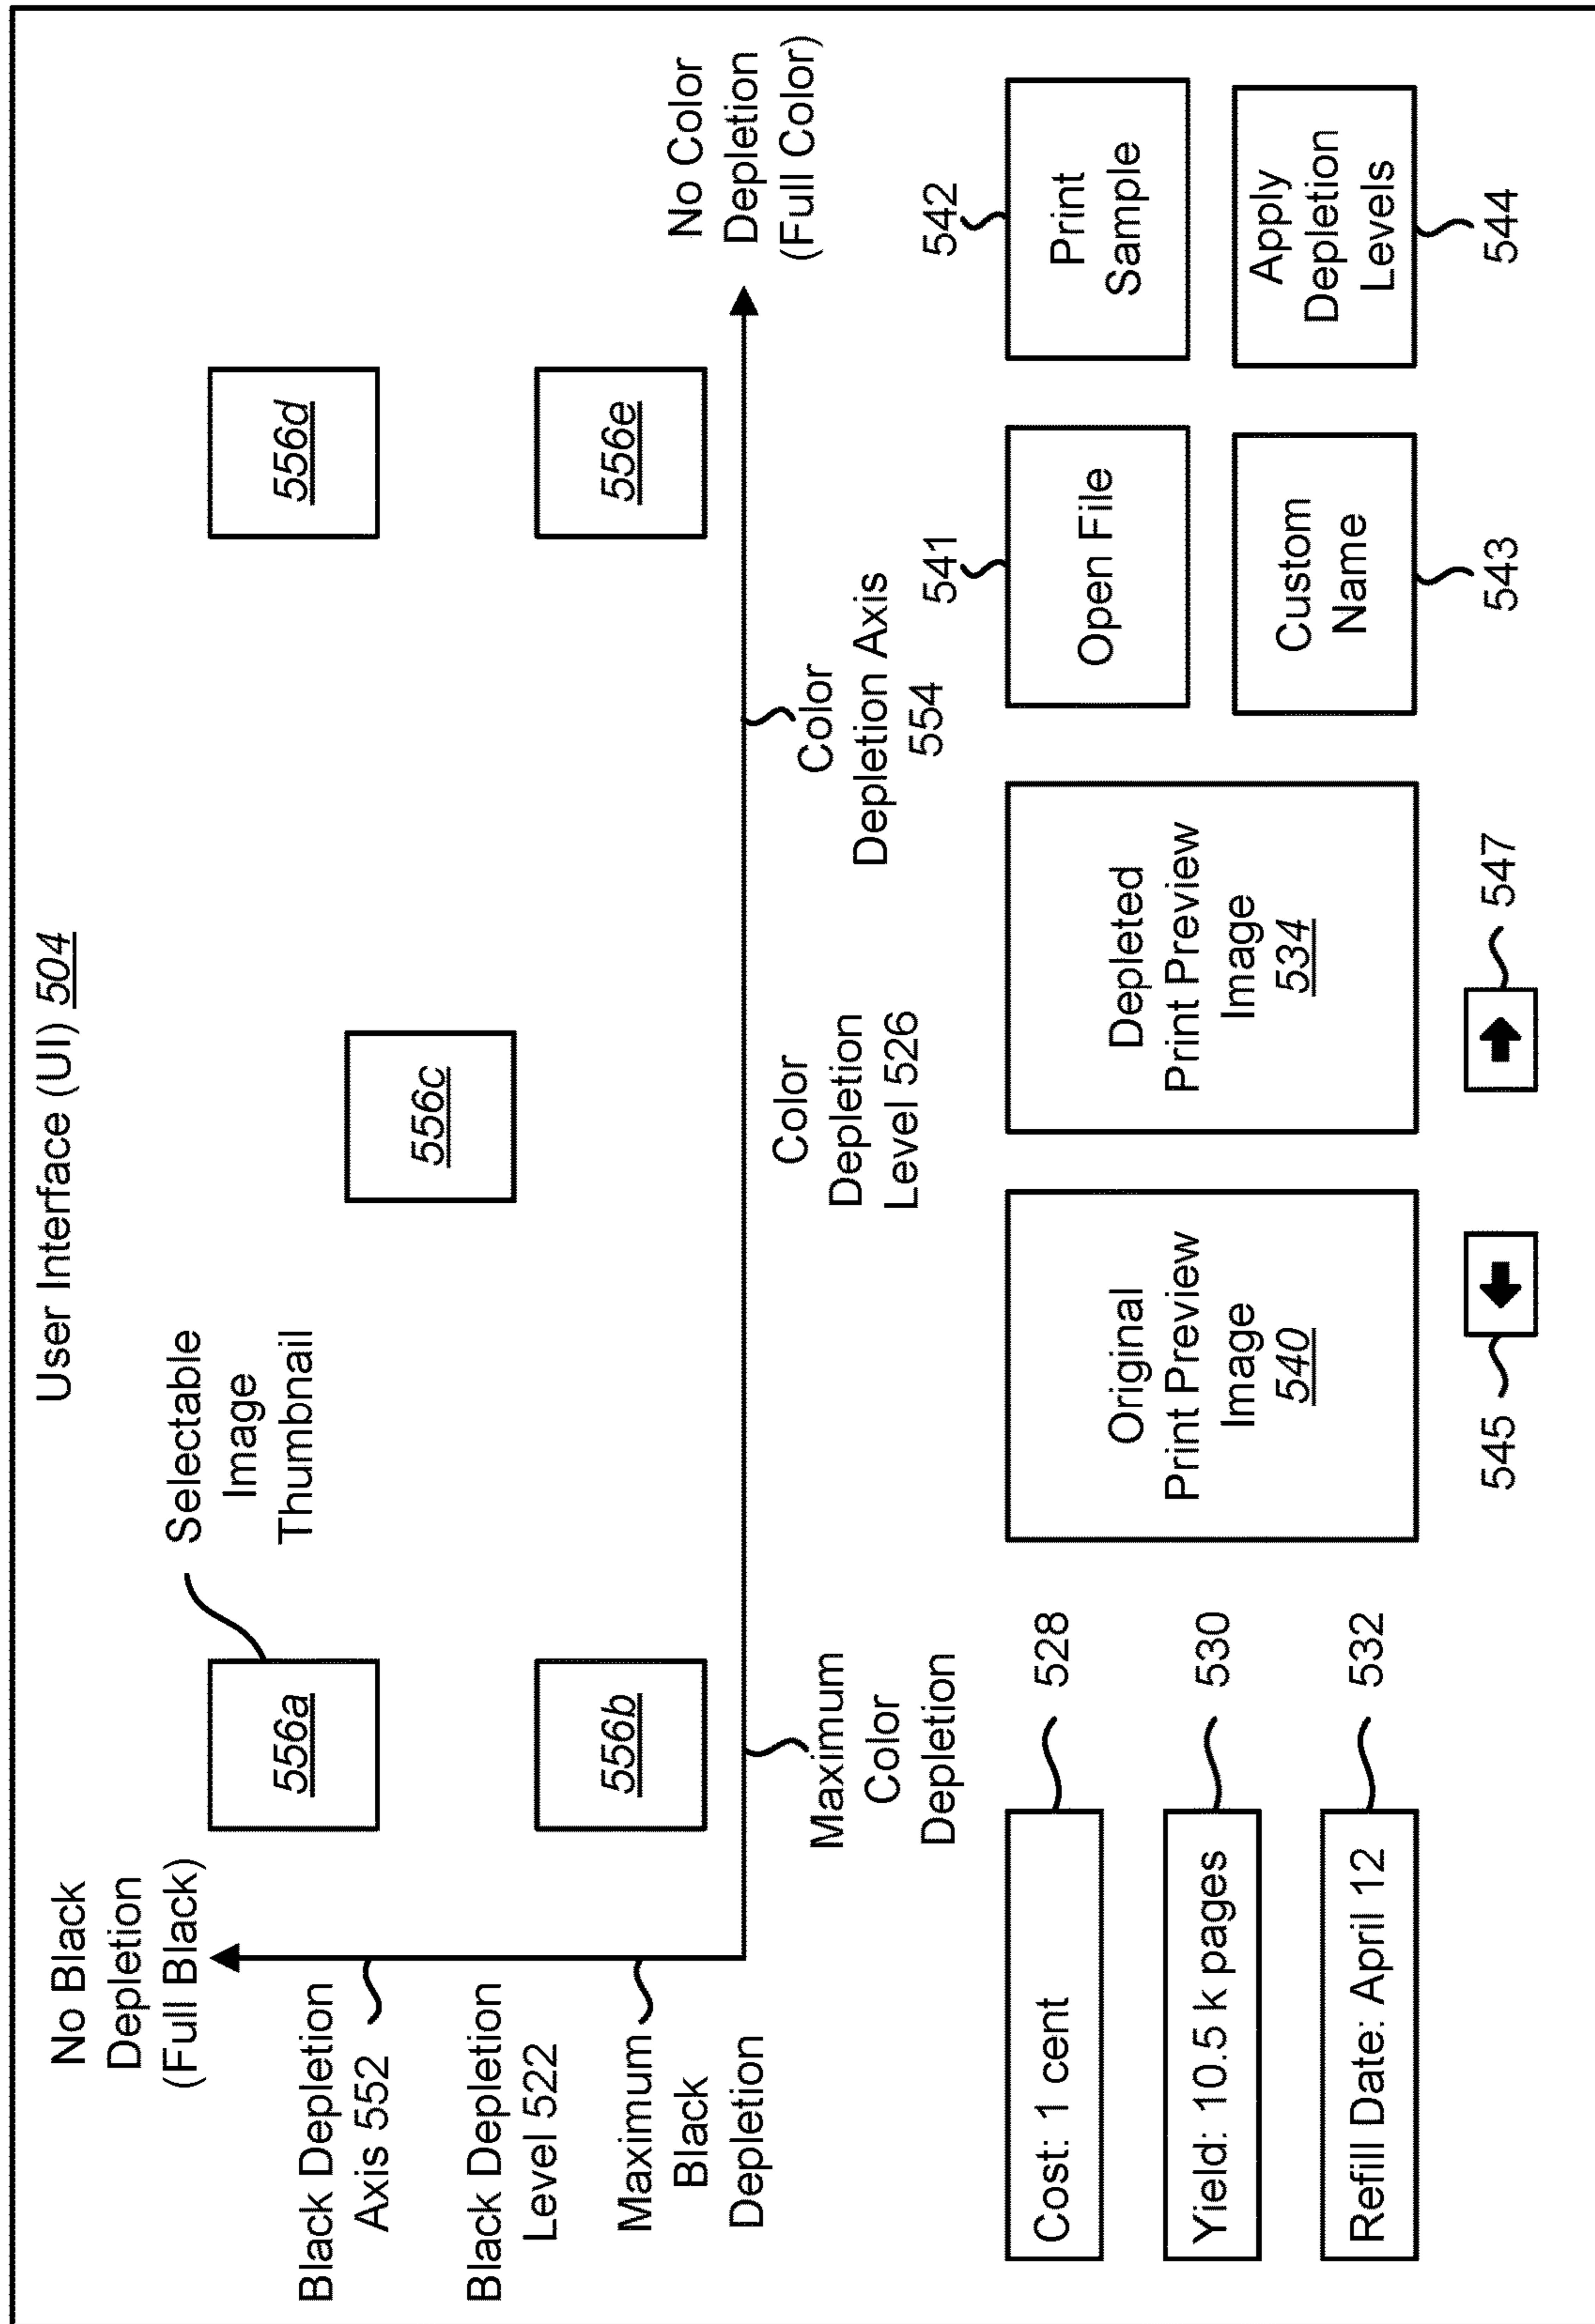 User Interface (UI) 504
No Black
Depletion
(Full Black)
Selectable
Image
Thumbnail
556a
556b
556c
556d
556e
Black Depletion
Axis 552
Black Depletion
Level 522
Maximum
Black
Depletion
Maximum
Color
Depletion
Color
Depletion
Level 526
Color
Depletion Axis
554
No Color
Depletion
(Full Color)
Cost: 1 cent
528
Yield: 10.5 k pages
530
Refill Date: April 12
532
Original
Print Preview
Image
540
Depleted
Print Preview
Image
534
545
547
541
Open File
542
Print
Sample
Custom
Name
543
Apply
Depletion
Levels
544